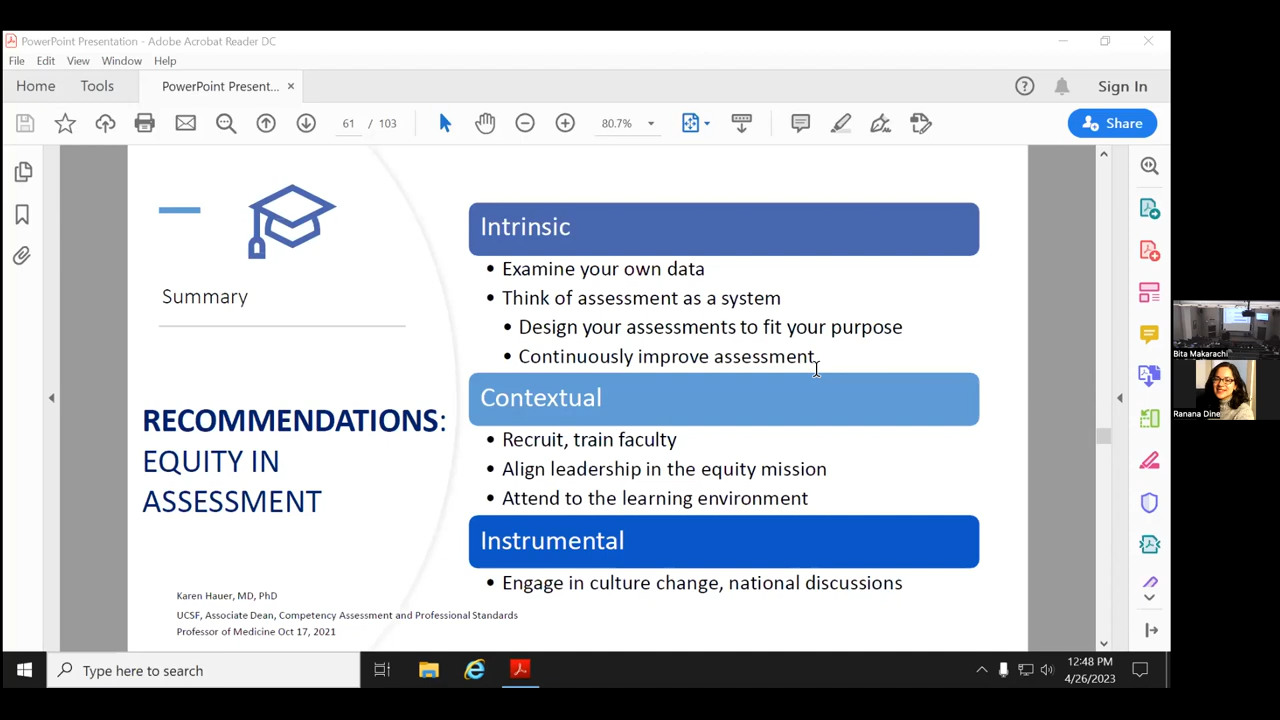 PowerPoint Presentation - Adobe Acrobat Reader DC
File Edit View Window Help
Home Tools PowerPoint Present... ×
? Sign In
61 / 103 80.7% Share
Summary
RECOMMENDATIONS:
EQUITY IN
ASSESSMENT
Karen Hauer, MD, PhD
UCSF, Associate Dean, Competency Assessment and Professional Standards
Professor of Medicine Oct 17, 2021
Intrinsic
• Examine your own data
• Think of assessment as a system
• Design your assessments to fit your purpose
• Continuously improve assessment
Contextual
• Recruit, train faculty
• Align leadership in the equity mission
• Attend to the learning environment
Instrumental
• Engage in culture change, national discussions
Bita Makarachi
Ranana Dine
Type here to search
12:48 PM
4/26/2023